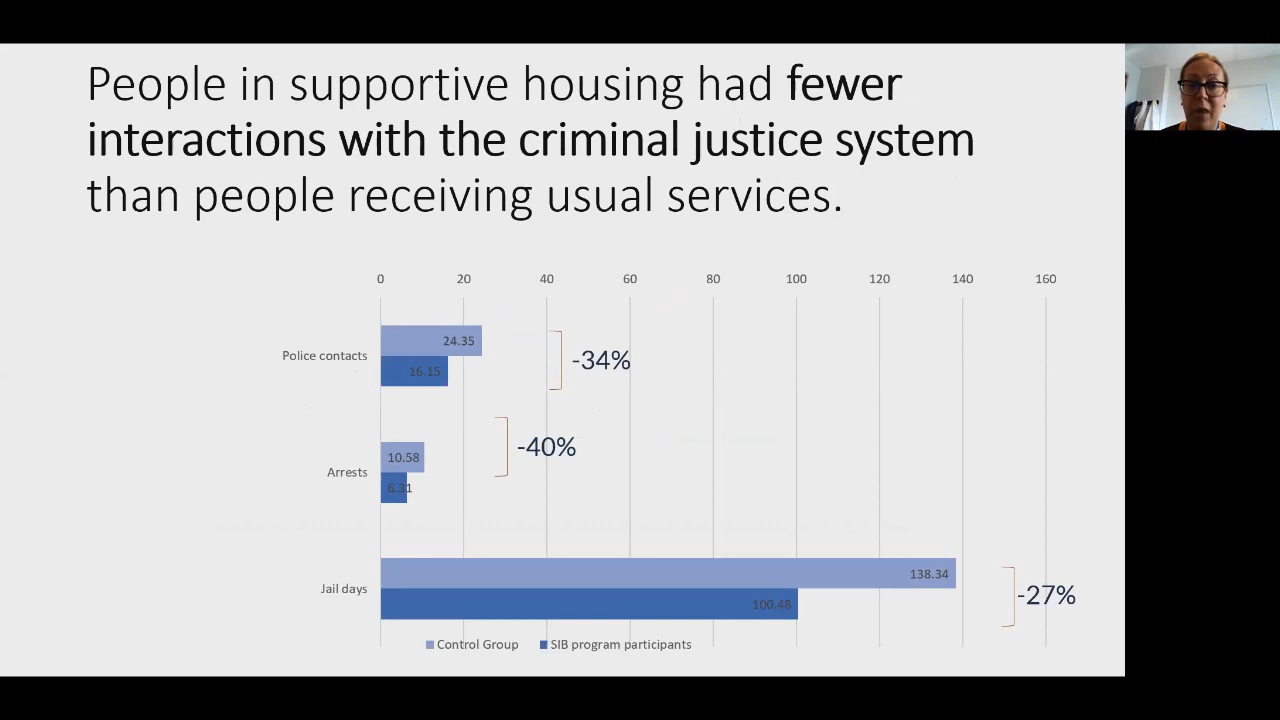 People in supportive housing had fewer
interactions with the criminal justice system
than people receiving usual services.
0 20 40 60 80 100 120 140 160
Police contacts
24.35
16.15
-34%
Arrests
10.58
6.31
-40%
Jail days
138.34
100.48
-27%
Control Group SIB program participants